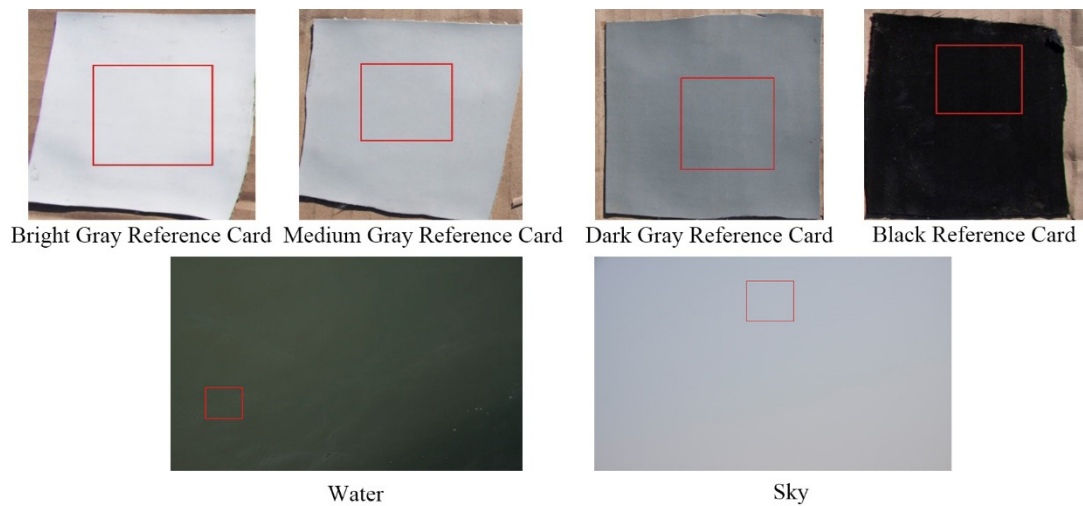 Bright Gray Reference Card
Medium Gray Reference Card
Dark Gray Reference Card
Black Reference Card
Water
Sky